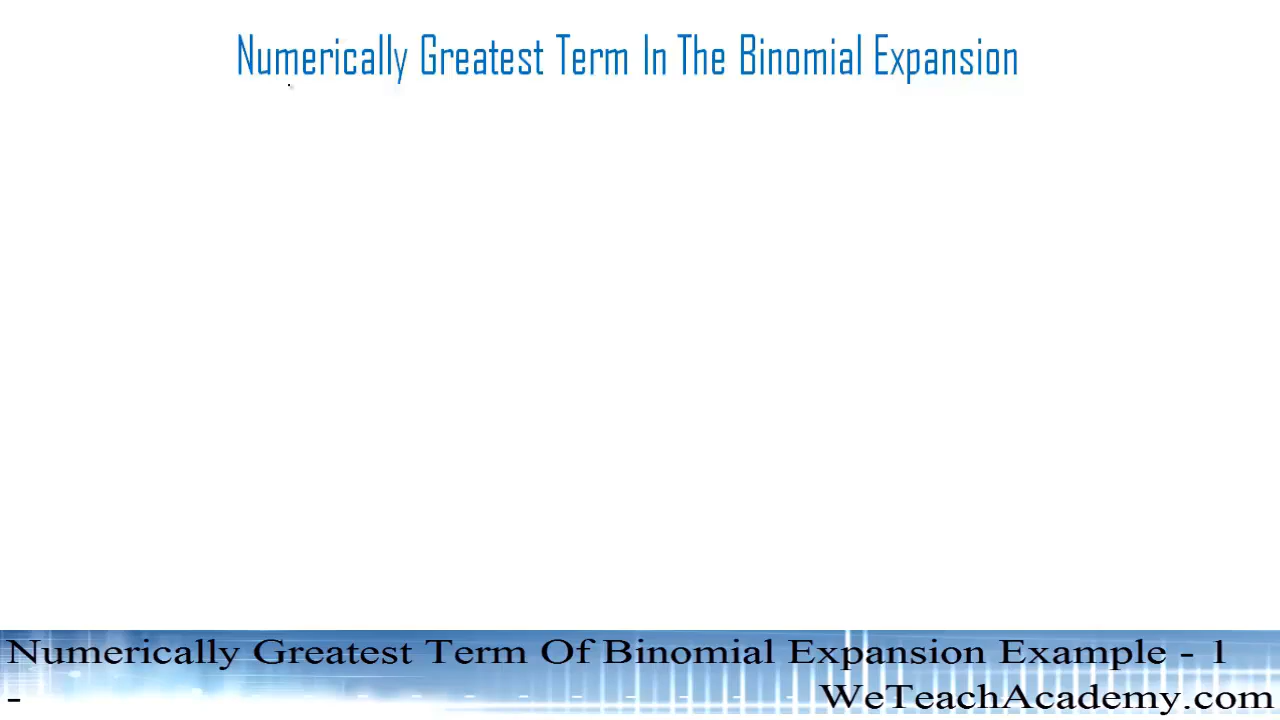 Numerically Greatest Term In The Binomial Expansion
Numerically Greatest Term Of Binomial Expansion Example - 1
- WeTeachAcademy.com